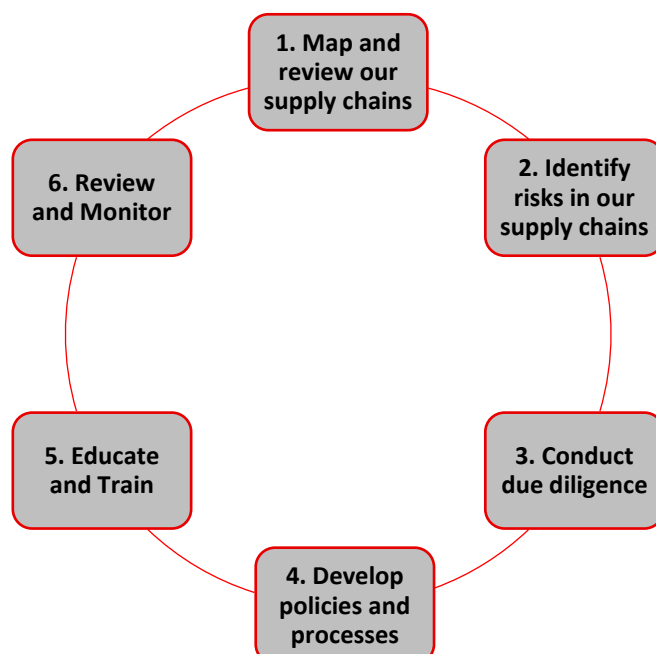 1. Map and
review our
supply chains
2. Identify
risks in our
supply chains
3. Conduct
due diligence
4. Develop
policies and
processes
5. Educate
and Train
6. Review
and Monitor